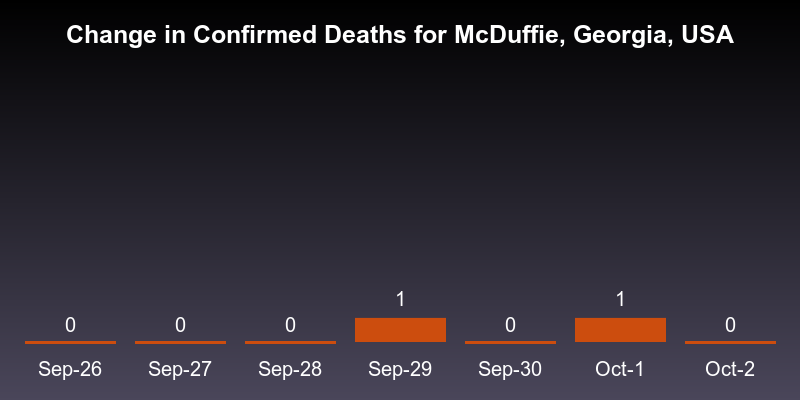 Change in Confirmed Deaths for McDuffie, Georgia, USA
0 0 0 1 0 1 0
Sep-26 Sep-27 Sep-28 Sep-29 Sep-30 Oct-1 Oct-2